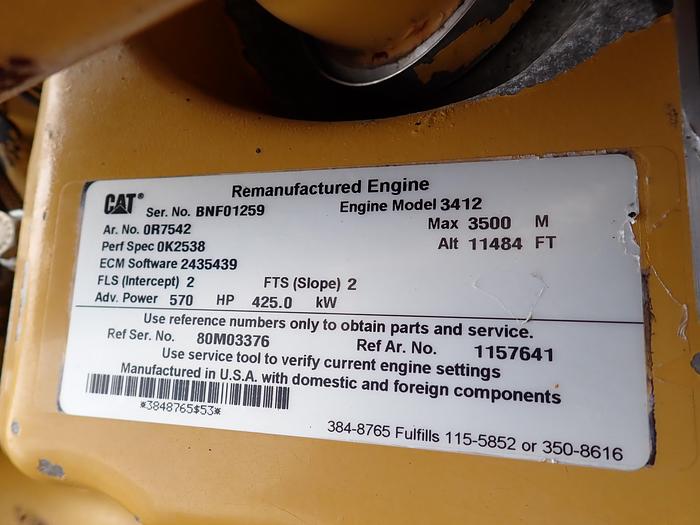 Remanufactured Engine
CAT® Ser. No. BNF01259 Engine Model 3412
Ar. No. 0R7542 Max 3500 M
Perf Spec 0K2538 Alt 11484 FT
ECM Software 2435439
FLS (Intercept) 2 FTS (Slope) 2
Adv. Power 570 HP 425.0 kW
Use reference numbers only to obtain parts and service.
Ref Ser. No. 80M03376 Ref Ar. No. 1157641
Use service tool to verify current engine settings
Manufactured in U.S.A. with domestic and foreign components
*3848765$53*
384-8765 Fulfills 115-5852 or 350-8616